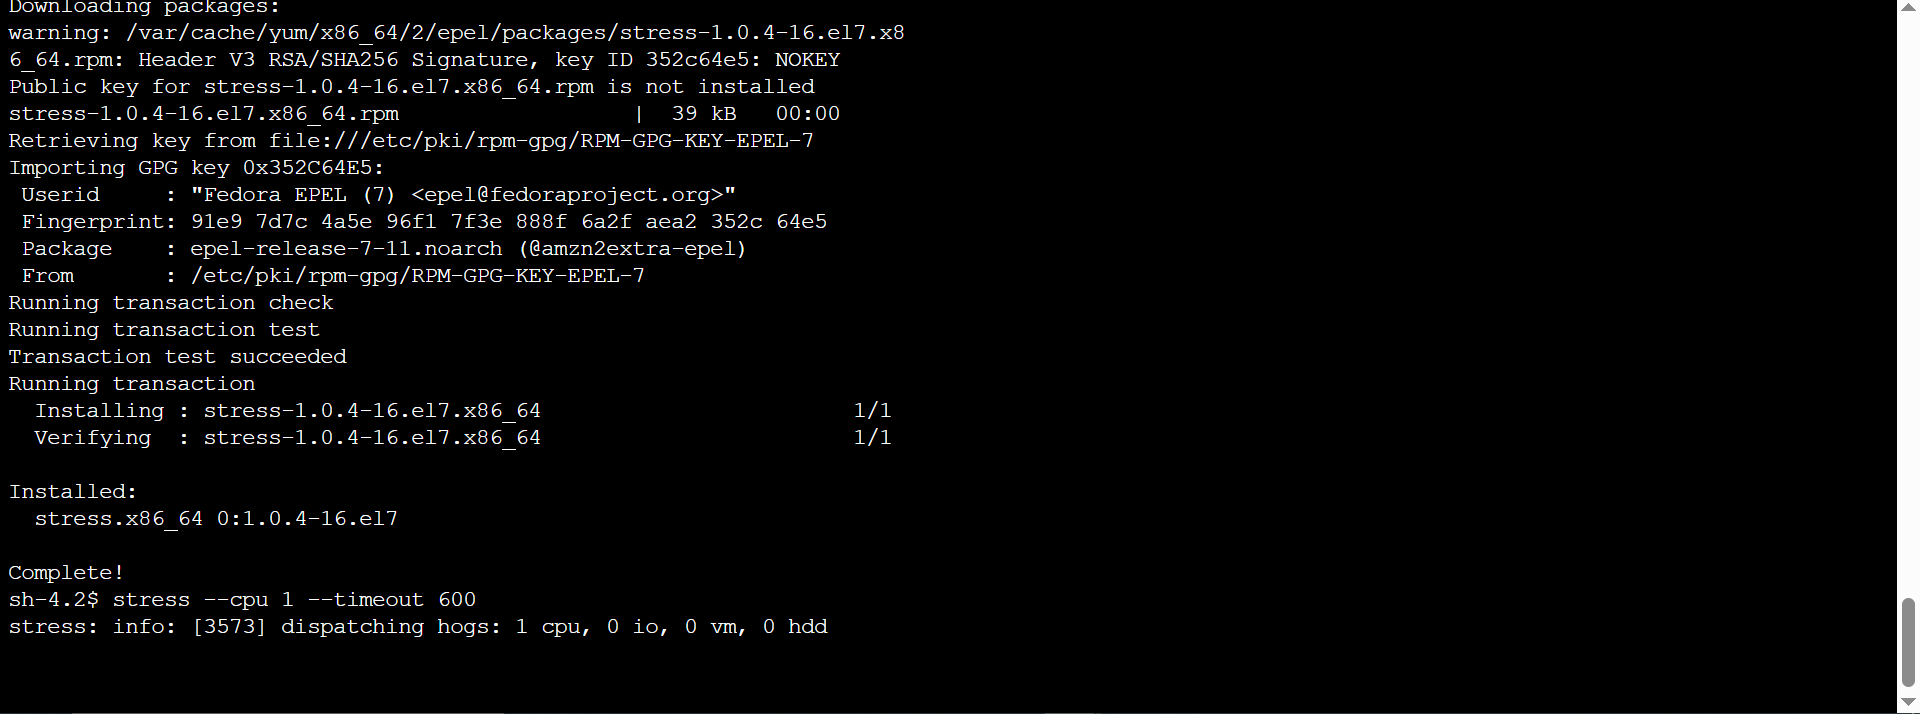 Downloading packages:
warning: /var/cache/yum/x86_64/2/epel/packages/stress-1.0.4-16.el7.x8
6_64.rpm: Header V3 RSA/SHA256 Signature, key ID 352c64e5: NOKEY
Public key for stress-1.0.4-16.el7.x86_64.rpm is not installed
stress-1.0.4-16.el7.x86_64.rpm                  |  39 kB   00:00
Retrieving key from file:///etc/pki/rpm-gpg/RPM-GPG-KEY-EPEL-7
Importing GPG key 0x352C64E5:
 Userid     : "Fedora EPEL (7) <epel@fedoraproject.org>"
 Fingerprint: 91e9 7d7c 4a5e 96f1 7f3e 888f 6a2f aea2 352c 64e5
 Package    : epel-release-7-11.noarch (@amzn2extra-epel)
 From       : /etc/pki/rpm-gpg/RPM-GPG-KEY-EPEL-7
Running transaction check
Running transaction test
Transaction test succeeded
Running transaction
  Installing : stress-1.0.4-16.el7.x86_64                        1/1
  Verifying  : stress-1.0.4-16.el7.x86_64                        1/1

Installed:
  stress.x86_64 0:1.0.4-16.el7

Complete!
sh-4.2$ stress --cpu 1 --timeout 600
stress: info: [3573] dispatching hogs: 1 cpu, 0 io, 0 vm, 0 hdd